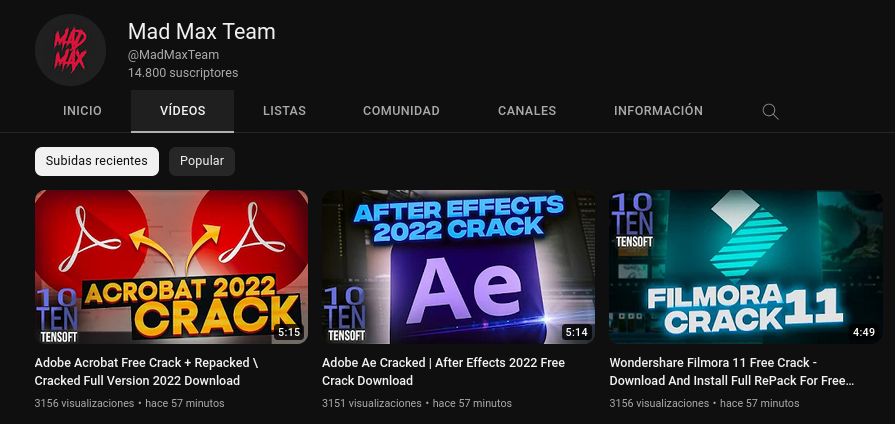 MAD
MAX
Mad Max Team
@MadMaxTeam
14.800 suscriptores
INICIO VÍDEOS LISTAS COMUNIDAD CANALES INFORMACIÓN
Subidas recientes Popular
ACROBAT 2022
CRACK
10
TEN
TENSOFT
5:15
AFTER EFFECTS
2022 CRACK
Ae
10
TEN
TENSOFT
5:14
10
TEN
TENSOFT
FILMORA 11
CRACK
4:49
Adobe Acrobat Free Crack + Repacked \
Cracked Full Version 2022 Download
3156 visualizaciones • hace 57 minutos
Adobe Ae Cracked | After Effects 2022 Free
Crack Download
3151 visualizaciones • hace 57 minutos
Wondershare Filmora 11 Free Crack -
Download And Install Full RePack For Free…
3156 visualizaciones • hace 57 minutos